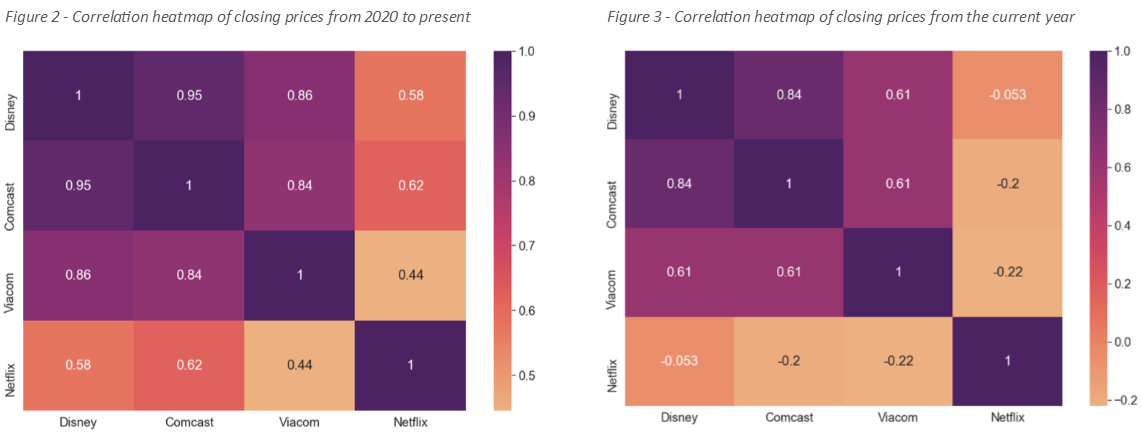 Figure 2 - Correlation heatmap of closing prices from 2020 to present
1 0.95 0.86 0.58
0.95 1 0.84 0.62
0.86 0.84 1 0.44
0.58 0.62 0.44 1
Disney
Comcast
Viacom
Netflix
Disney Comcast Viacom Netflix
1.0
0.9
0.8
0.7
0.6
0.5
Figure 3 - Correlation heatmap of closing prices from the current year
1 0.84 0.61 -0.053
0.84 1 0.61 -0.2
0.61 0.61 1 -0.22
-0.053 -0.2 -0.22 1
Disney
Comcast
Viacom
Netflix
Disney Comcast Viacom Netflix
1.0
0.8
0.6
0.4
0.2
0.0
−0.2